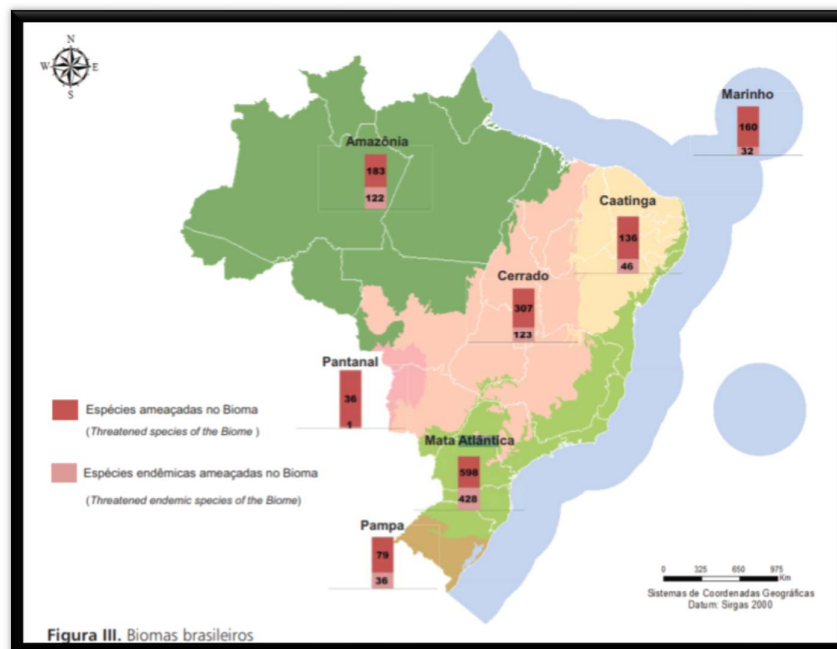 N
W E
S
Marinho
160
32
Amazônia
183
122
Caatinga
136
46
Cerrado
307
123
Pantanal
36
1
Espécies ameaçadas no Bioma
(Threatened species of the Biome )
Mata Atlântica
598
428
Espécies endêmicas ameaçadas no Bioma
(Threatened endemic species of the Biome)
Pampa
79
36
0 325 650 975
Km
Sistemas de Coordenadas Geográficas
Datum: Sirgas 2000
Figura III. Biomas brasileiros